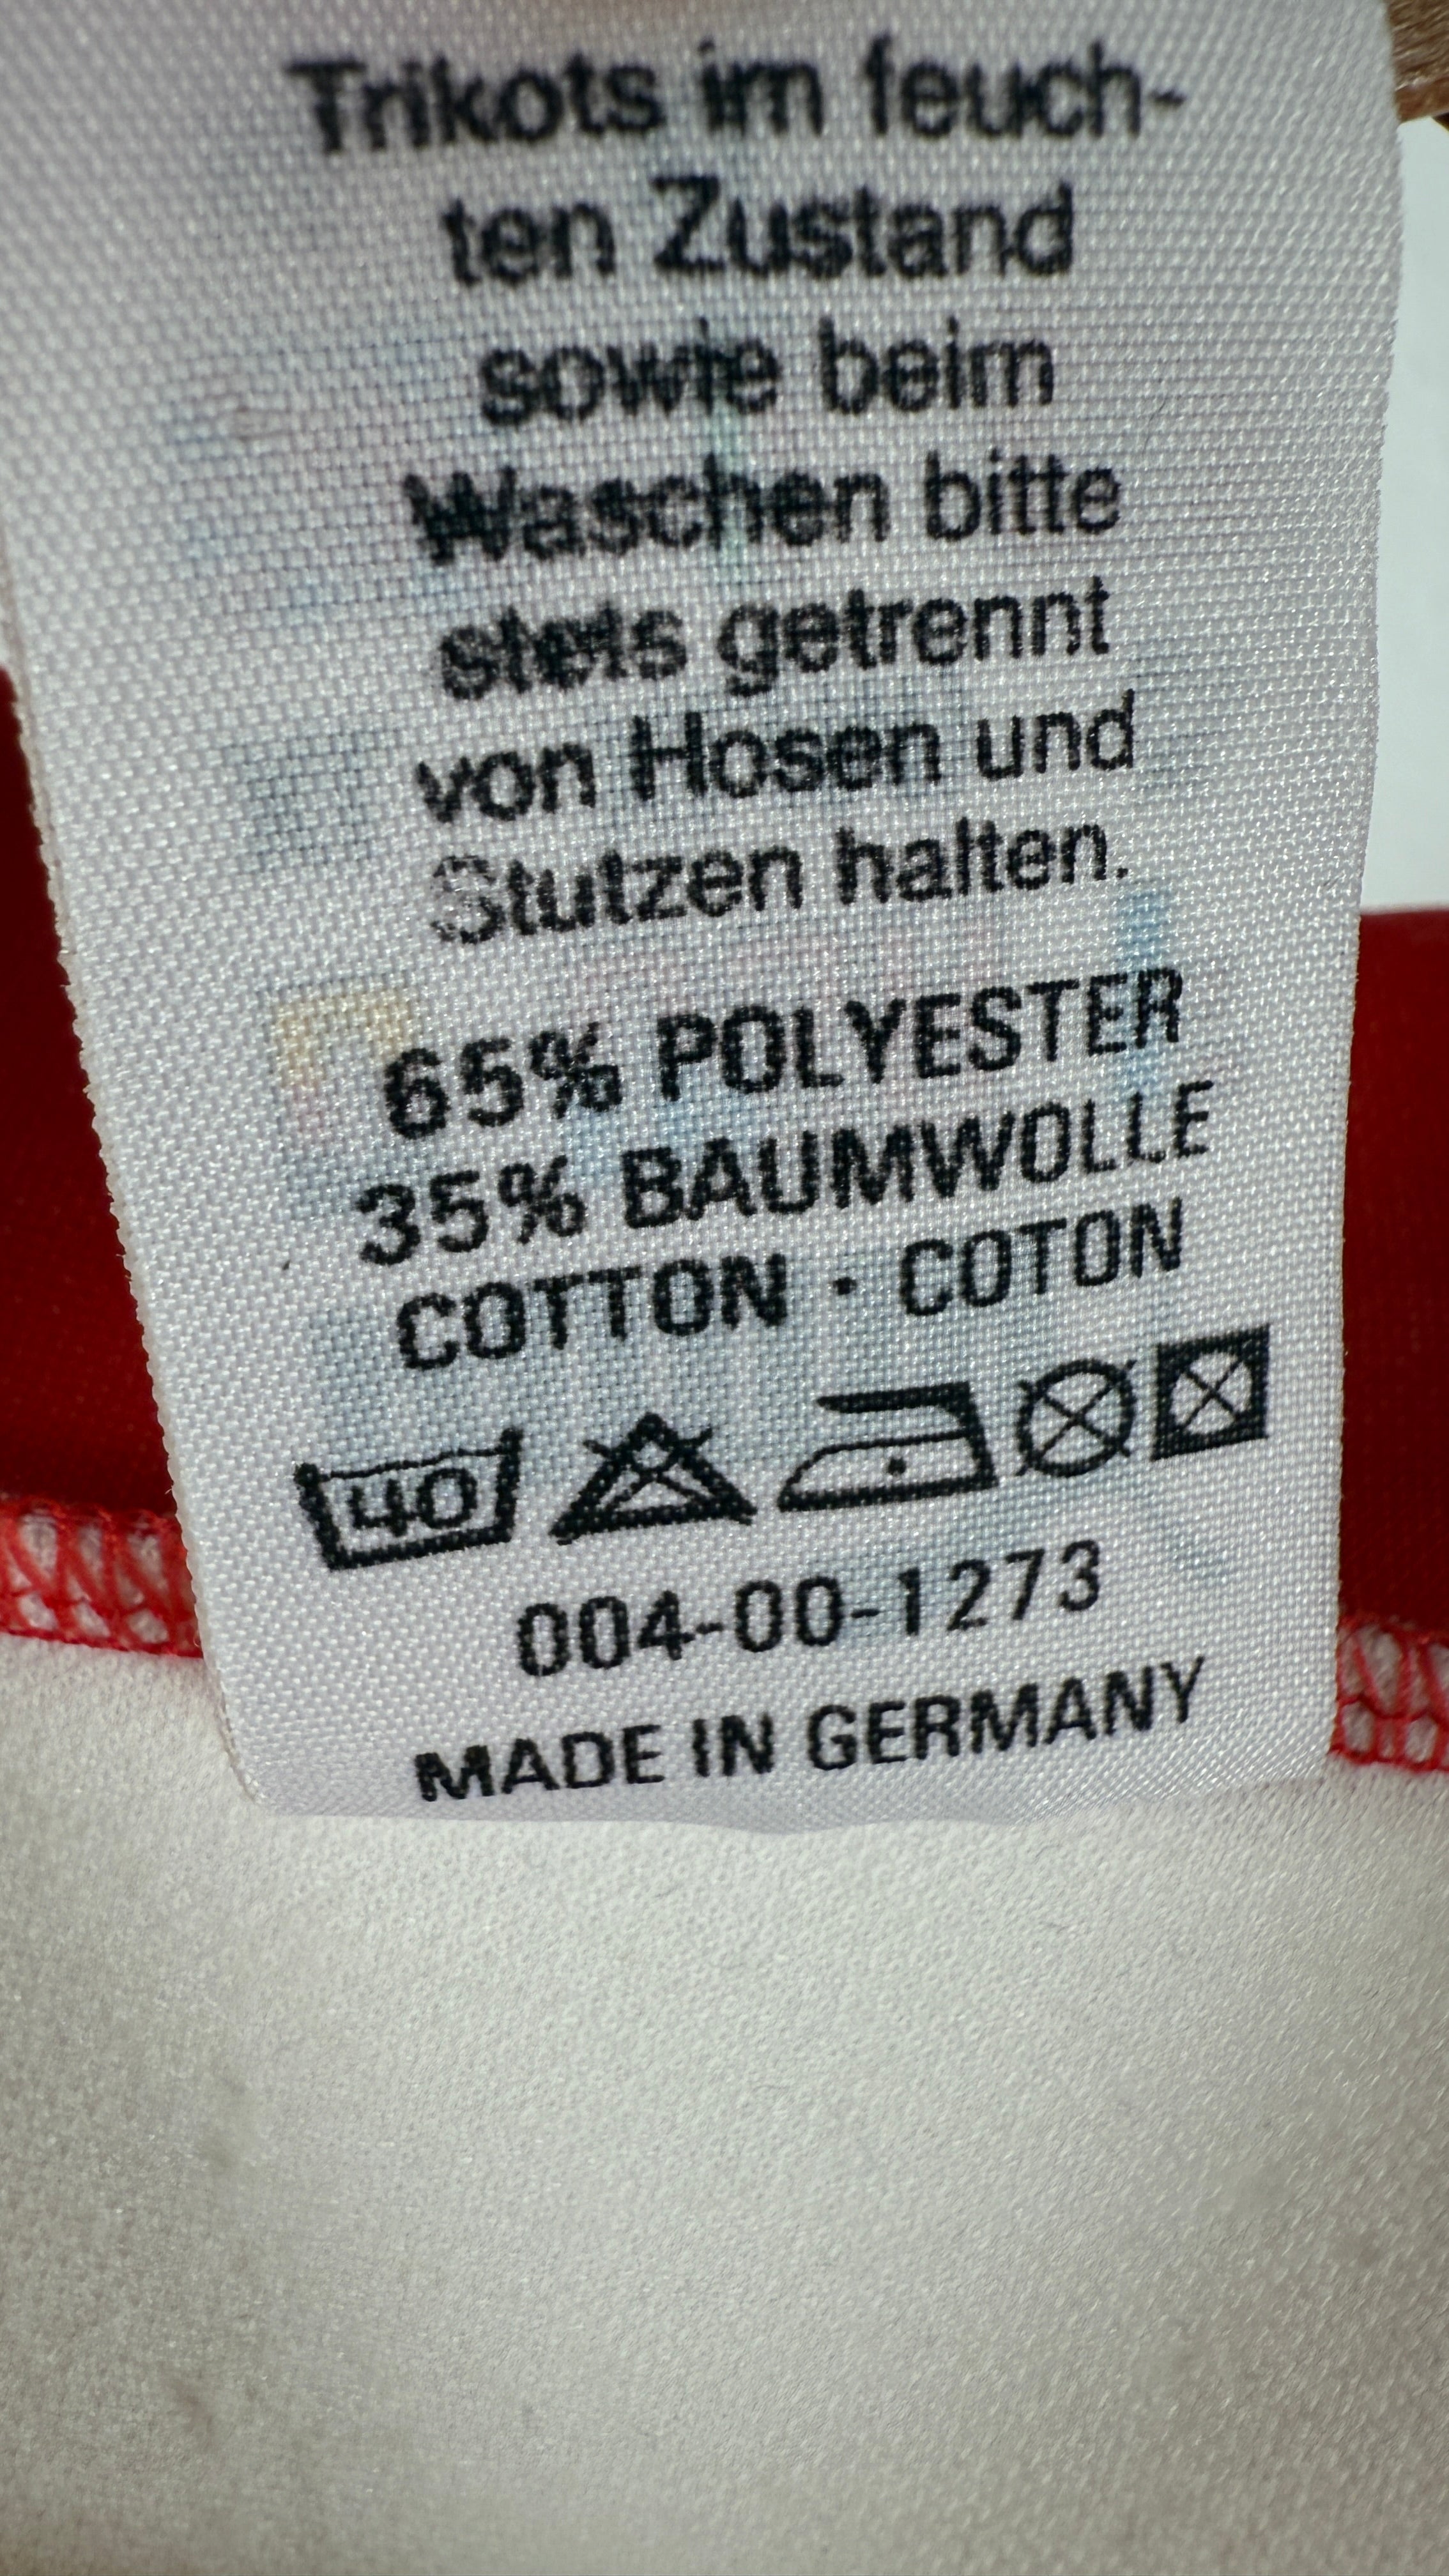 Trikots im feuch-
ten Zustand
sowie beim
Waschen bitte
stets getrennt
von Hosen und
Stutzen halten.
65% POLYESTER
35% BAUMWOLLE
COTTON · COTON
40
004-00-1273
MADE IN GERMANY